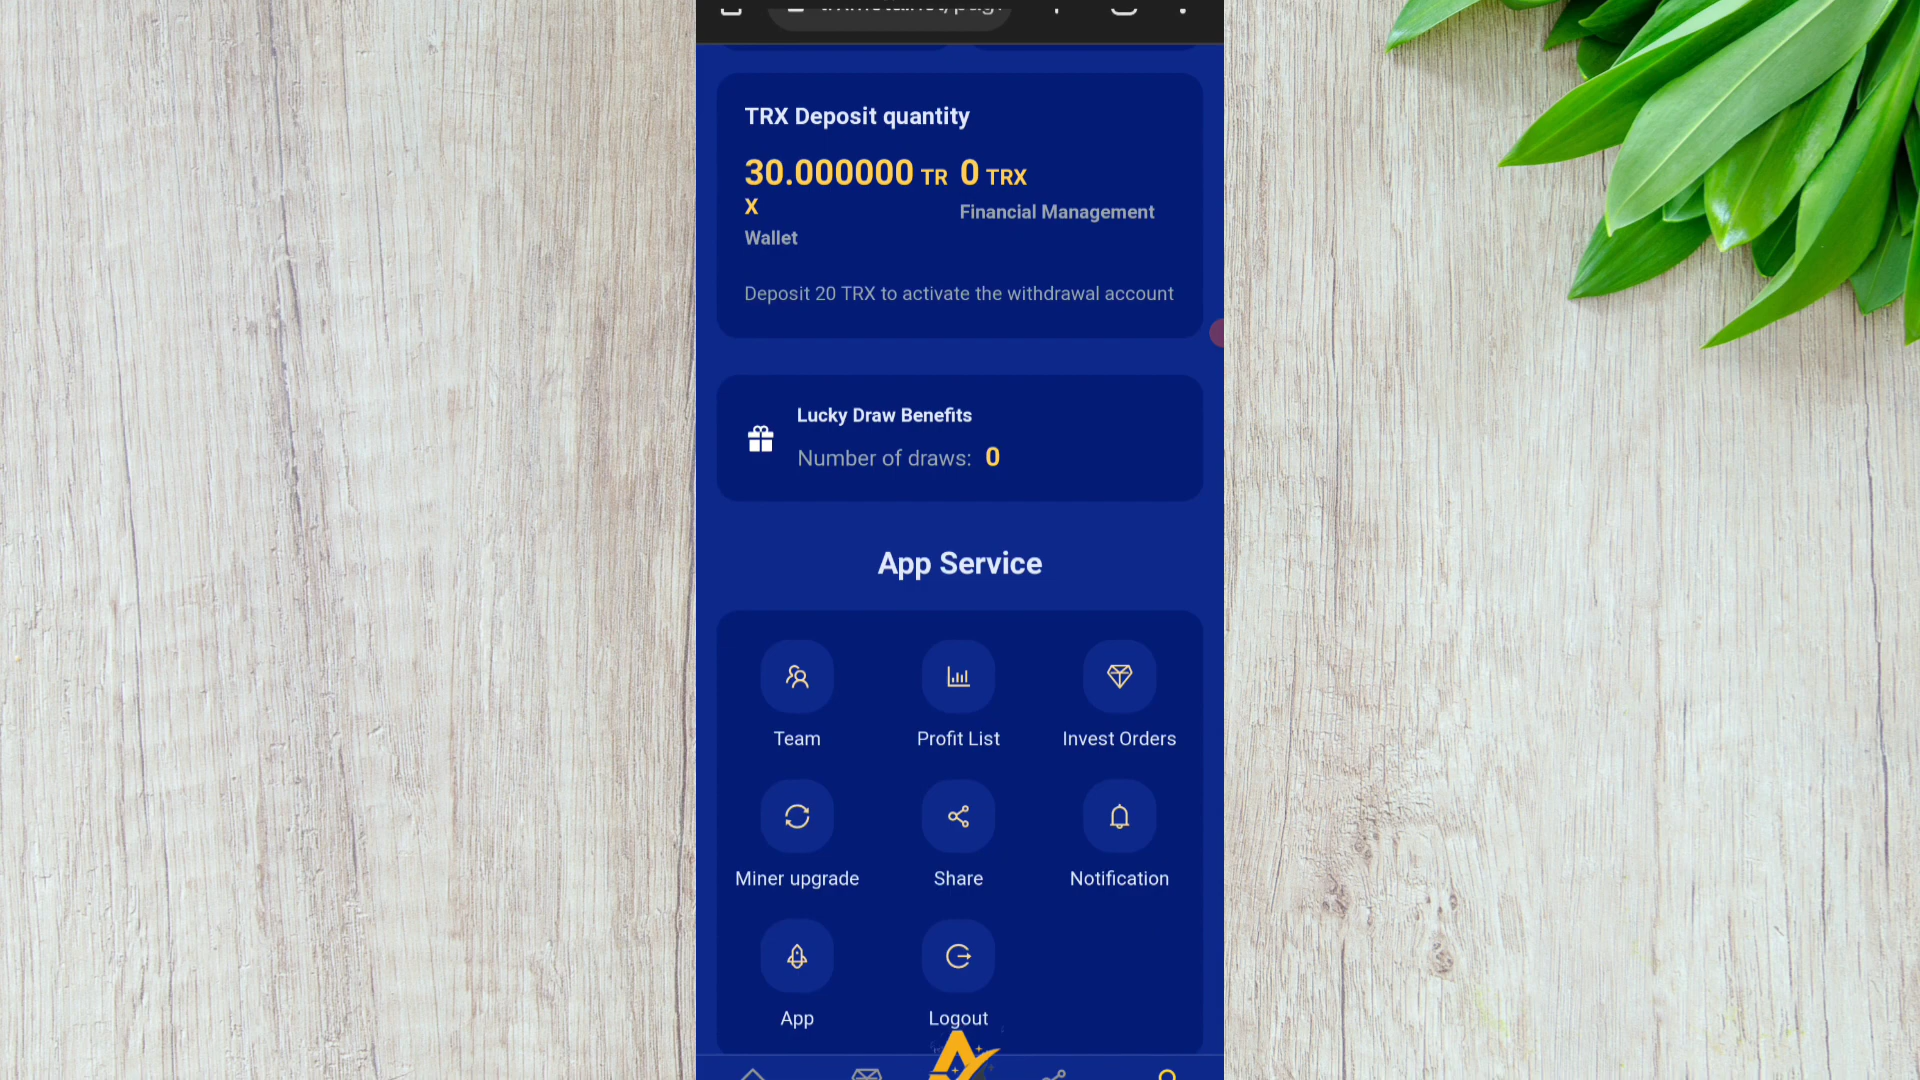 TRX Deposit quantity
30.000000 TR 0 TRX
X
Financial Management
Wallet
Deposit 20 TRX to activate the withdrawal account
Lucky Draw Benefits
Number of draws: 0
App Service
Team
Profit List
Invest Orders
Miner upgrade
Share
Notification
App
Logout